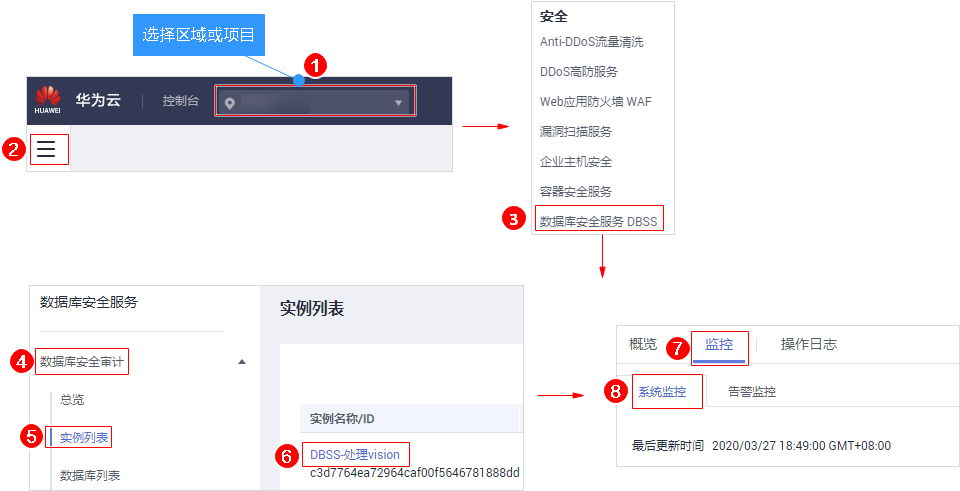 选择区域或项目
1
HUAWEI
华为云
控制台
2
安全
Anti-DDoS流量清洗
DDoS高防服务
Web应用防火墙 WAF
漏洞扫描服务
企业主机安全
容器安全服务
3
数据库安全服务 DBSS
数据库安全服务
4
数据库安全审计
总览
5
实例列表
数据库列表
实例列表
实例名称/ID
6
DBSS-处理vision
c3d7764ea72964caf00f5646781888dd
概览
7
监控
操作日志
8
系统监控
告警监控
最后更新时间 2020/03/27 18:49:00 GMT+08:00